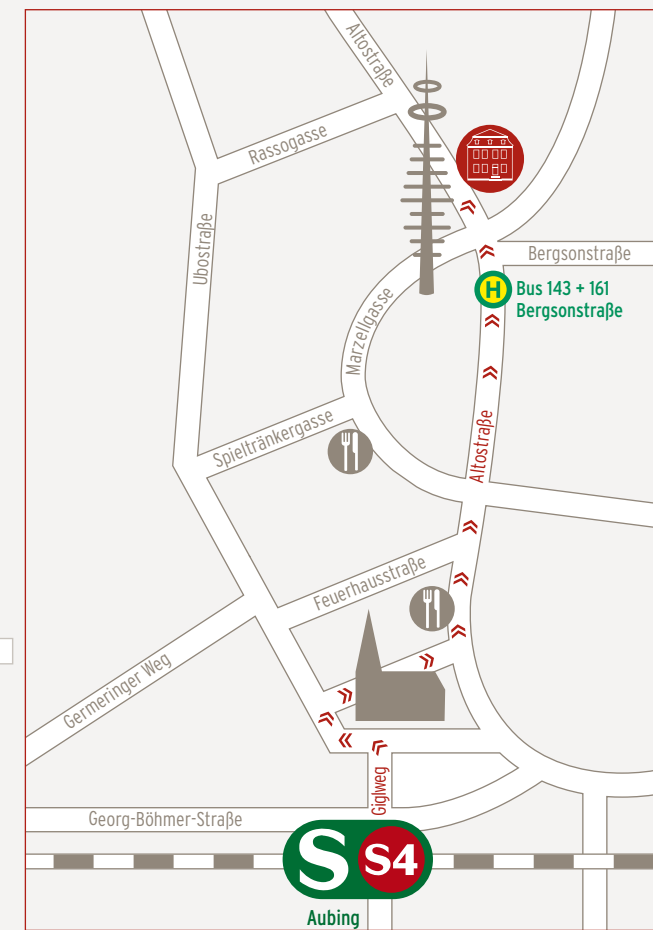 Altostraße
Rassogasse
Ubostraße
Bergsonstraße
H
Bus 143 + 161
Bergsonstraße
Marzellgasse
Spieltränkergasse
Altostraße
Feuerhausstraße
Germeringer Weg
Giglweg
Georg-Böhmer-Straße
S
S4
Aubing